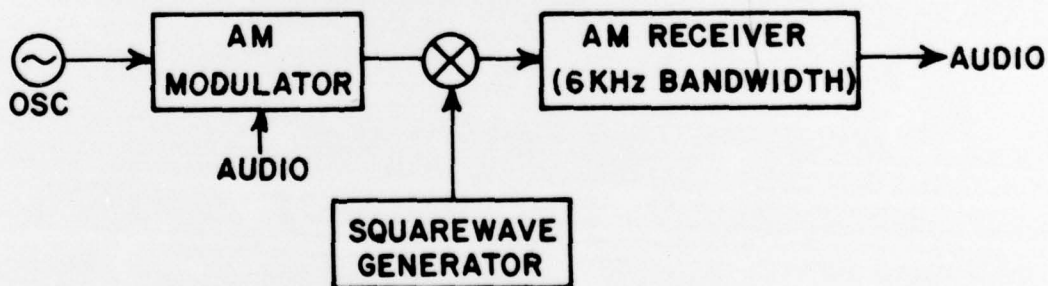 OSC
AM
MODULATOR
AUDIO
AM RECEIVER
(6KHz BANDWIDTH)
AUDIO
SQUAREWAVE
GENERATOR